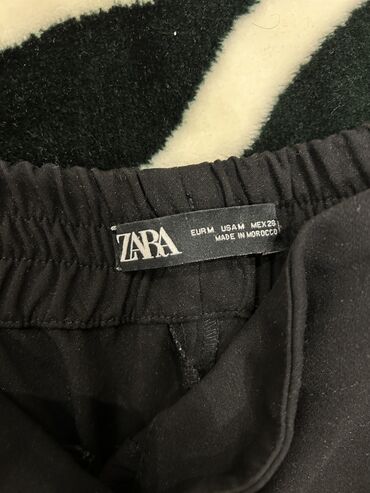 ZARA
EUR M USA M MEX 28
MADE IN MOROCCO